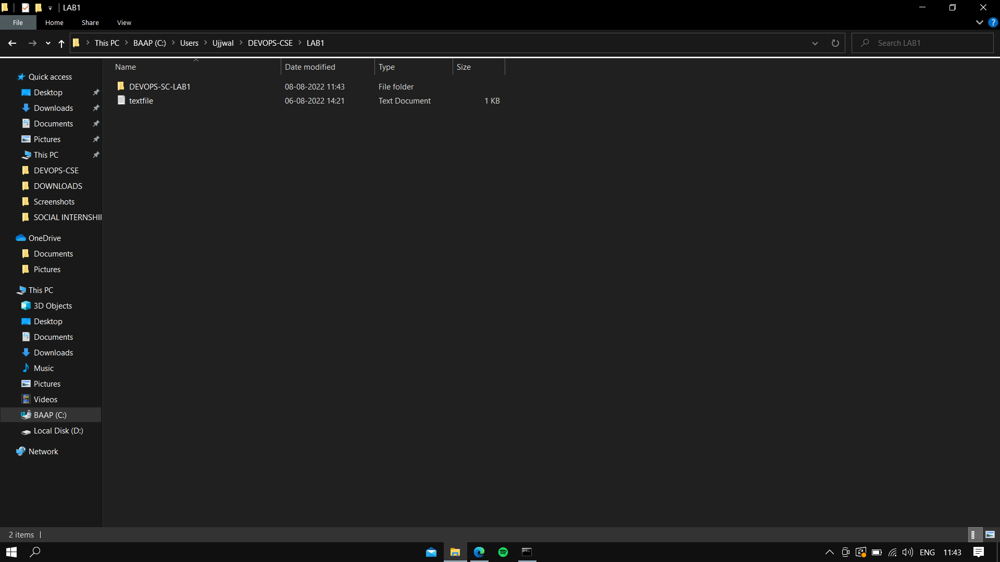 LAB1
File Home Share View
This PC BAAP (C:) Users Ujjwal DEVOPS-CSE LAB1
Search LAB1
Name Date modified Type Size
DEVOPS-SC-LAB1 08-08-2022 11:43 File folder
textfile 06-08-2022 14:21 Text Document 1 KB
Quick access
Desktop
Downloads
Documents
Pictures
This PC
DEVOPS-CSE
DOWNLOADS
Screenshots
SOCIAL INTERNSHI
OneDrive
Documents
Pictures
This PC
3D Objects
Desktop
Documents
Downloads
Music
Pictures
Videos
BAAP (C:)
Local Disk (D:)
Network
2 items
ENG 11:43